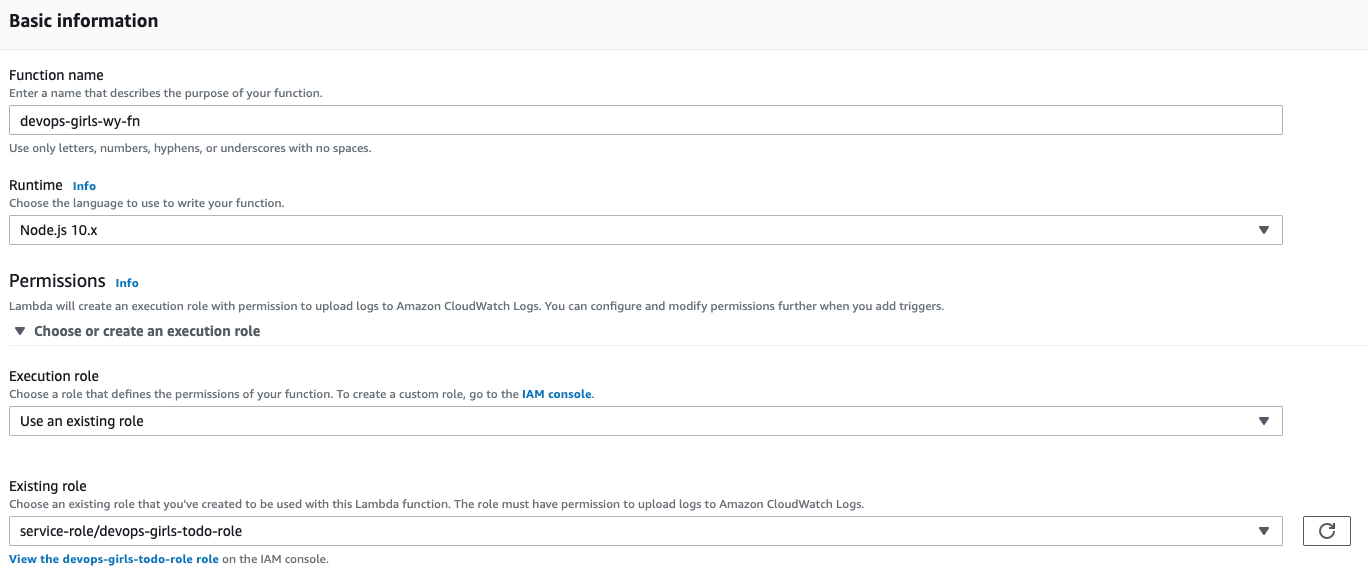 Basic information
Function name
Enter a name that describes the purpose of your function.
devops-girls-wy-fn
Use only letters, numbers, hyphens, or underscores with no spaces.
Runtime Info
Choose the language to use to write your function.
Node.js 10.x
Permissions Info
Lambda will create an execution role with permission to upload logs to Amazon CloudWatch Logs. You can configure and modify permissions further when you add triggers.
Choose or create an execution role
Execution role
Choose a role that defines the permissions of your function. To create a custom role, go to the IAM console.
Use an existing role
Existing role
Choose an existing role that you've created to be used with this Lambda function. The role must have permission to upload logs to Amazon CloudWatch Logs.
service-role/devops-girls-todo-role
View the devops-girls-todo-role role on the IAM console.